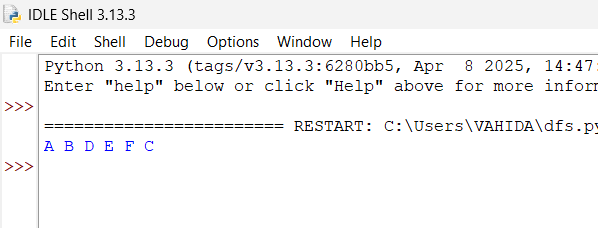 IDLE Shell 3.13.3
File Edit Shell Debug Options Window Help
Python 3.13.3 (tags/v3.13.3:6280bb5, Apr  8 2025, 14:47:
Enter "help" below or click "Help" above for more
>>>
======================== RESTART: C:\Users\VAHIDA\dfs.py
A B D E F C
>>>